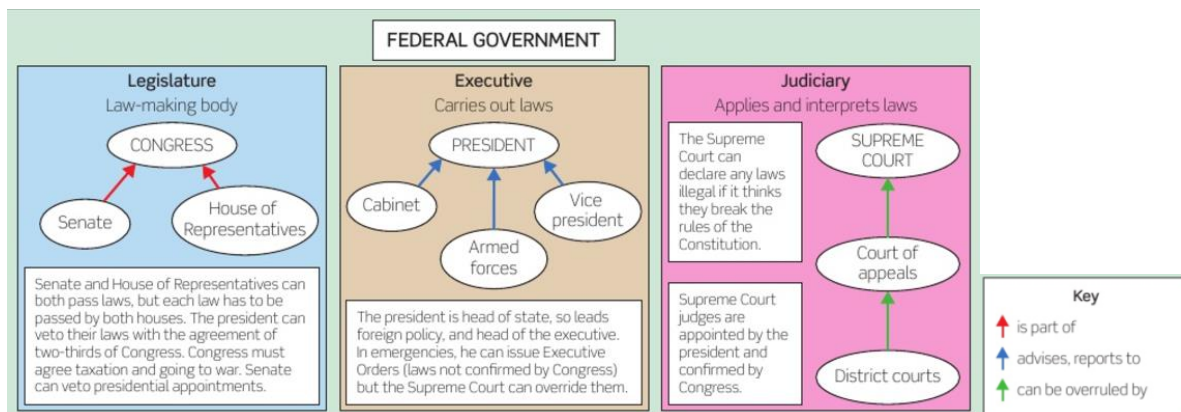 FEDERAL GOVERNMENT
Legislature
Law-making body
CONGRESS
Senate
House of
Representatives
Senate and House of Representatives can
both pass laws, but each law has to be
passed by both houses. The president can
veto their laws with the agreement of
two-thirds of Congress. Congress must
agree taxation and going to war. Senate
can veto presidential appointments.
Executive
Carries out laws
PRESIDENT
Cabinet
Vice
president
Armed
forces
The president is head of state, so leads
foreign policy, and head of the executive.
In emergencies, he can issue Executive
Orders (laws not confirmed by Congress)
but the Supreme Court can override them.
Judiciary
Applies and interprets laws
The Supreme
Court can
declare any laws
illegal if it thinks
they break the
rules of the
Constitution.
SUPREME
COURT
Court of
appeals
Supreme Court
judges are
appointed by the
president and
confirmed by
Congress.
District courts
Key
is part of
advises, reports to
can be overruled by